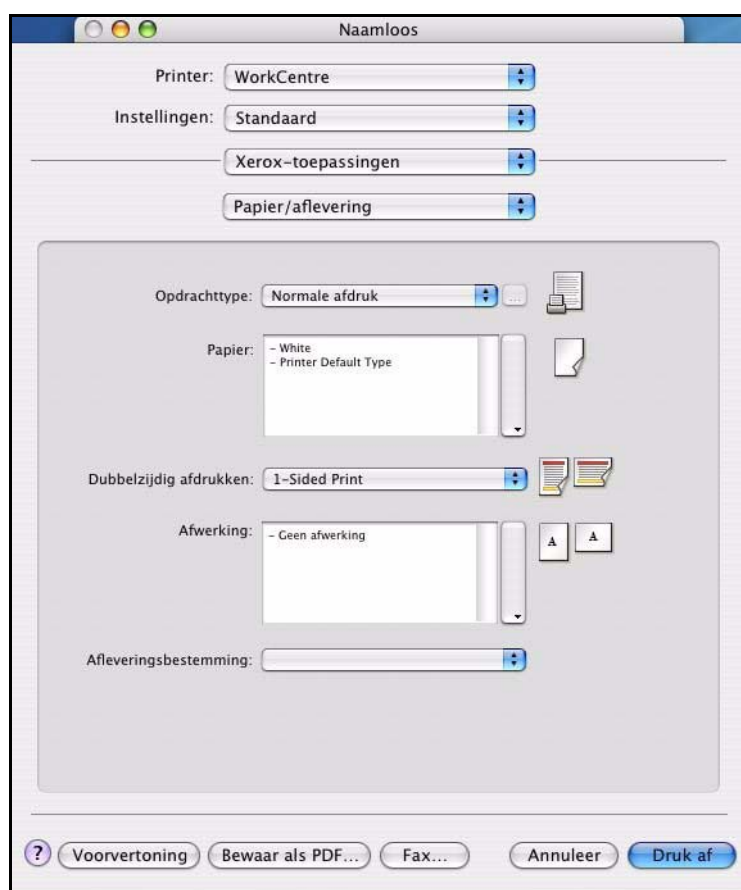 Naamloos
Printer: WorkCentre
Instellingen: Standaard
Xerox-toepassingen
Papier/aflevering
Opdrachttype: Normale afdruk ...
Papier: - White
- Printer Default Type
Dubbelzijdig afdrukken: 1-Sided Print
Afwerking: - Geen afwerking
A A
Afleveringsbestemming:
? Voorvertoning Bewaar als PDF... Fax... Annuleer Druk af